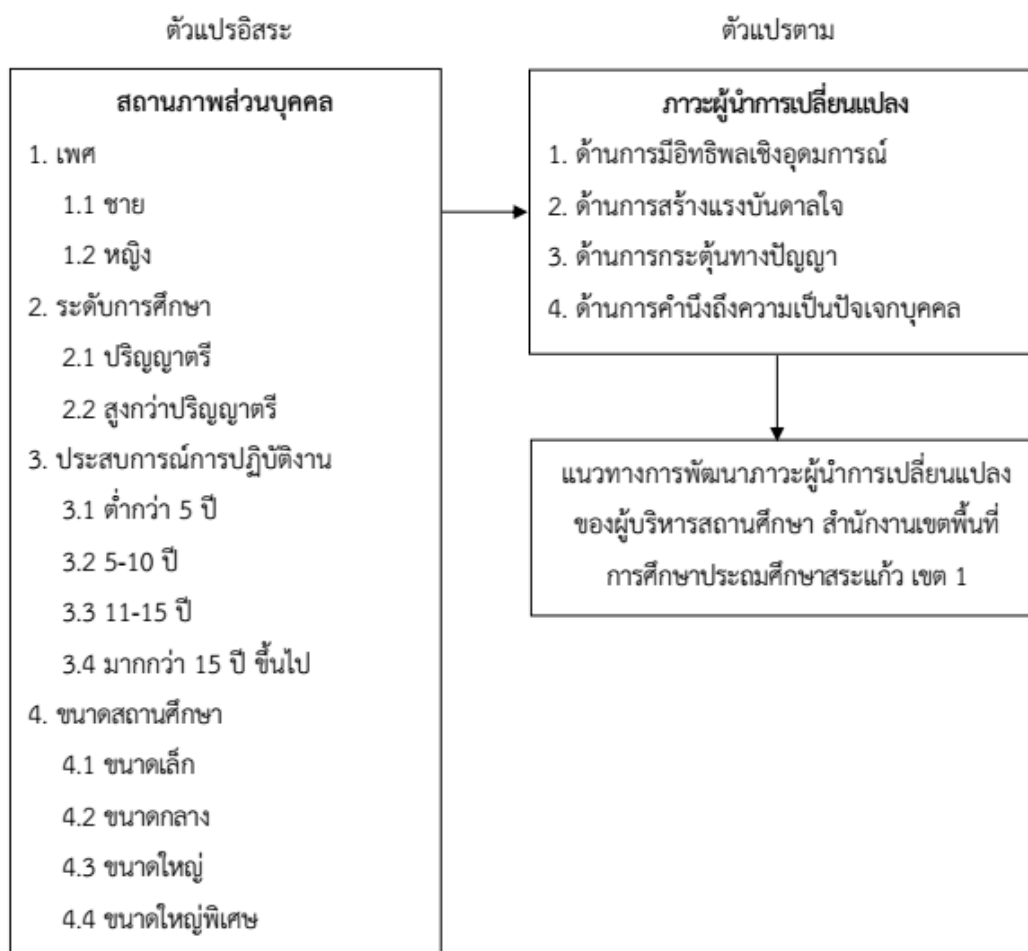 ตัวแปรอิสระ
ตัวแปรตาม
สถานภาพส่วนบุคคล
1. เพศ
1.1 ชาย
1.2 หญิง
2. ระดับการศึกษา
2.1 ปริญญาตรี
2.2 สูงกว่าปริญญาตรี
3. ประสบการณ์การปฏิบัติงาน
3.1 ต่ำกว่า 5 ปี
3.2 5-10 ปี
3.3 11-15 ปี
3.4 มากกว่า 15 ปี ขึ้นไป
4. ขนาดสถานศึกษา
4.1 ขนาดเล็ก
4.2 ขนาดกลาง
4.3 ขนาดใหญ่
4.4 ขนาดใหญ่พิเศษ
ภาวะผู้นำการเปลี่ยนแปลง
1. ด้านการมีอิทธิพลเชิงอุดมการณ์
2. ด้านการสร้างแรงบันดาลใจ
3. ด้านการกระตุ้นทางปัญญา
4. ด้านการคำนึงถึงความเป็นปัจเจกบุคคล
แนวทางการพัฒนาภาวะผู้นำการเปลี่ยนแปลง
ของผู้บริหารสถานศึกษา สำนักงานเขตพื้นที่
การศึกษาประถมศึกษาสระแก้ว เขต 1